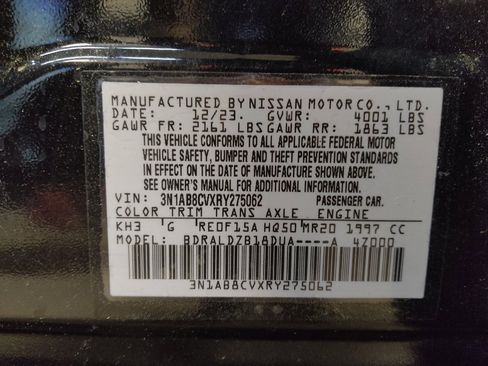 MANUFACTURED BY NISSAN MOTOR CO., LTD.
DATE: 12/23. GVWR: 4001 LBS
GAWR FR: 2161 LBS GAWR RR: 1863 LBS
THIS VEHICLE CONFORMS TO ALL APPLICABLE FEDERAL MOTOR
VEHICLE SAFETY, BUMPER AND THEFT PREVENTION STANDARDS
IN EFFECT ON THE DATE OF MANUFACTURE SHOWN ABOVE.
SEE OWNER'S MANUAL FOR ADDITIONAL INFORMATION.
VIN: 3N1AB8CVXRY275062 PASSENGER CAR.
COLOR TRIM TRANS AXLE ENGINE
KH3 G RE0F15A HQ50 MR20 1997 CC
MODEL: BDRALDZB18DUA----A 47000
3N1AB8CVXRY275062